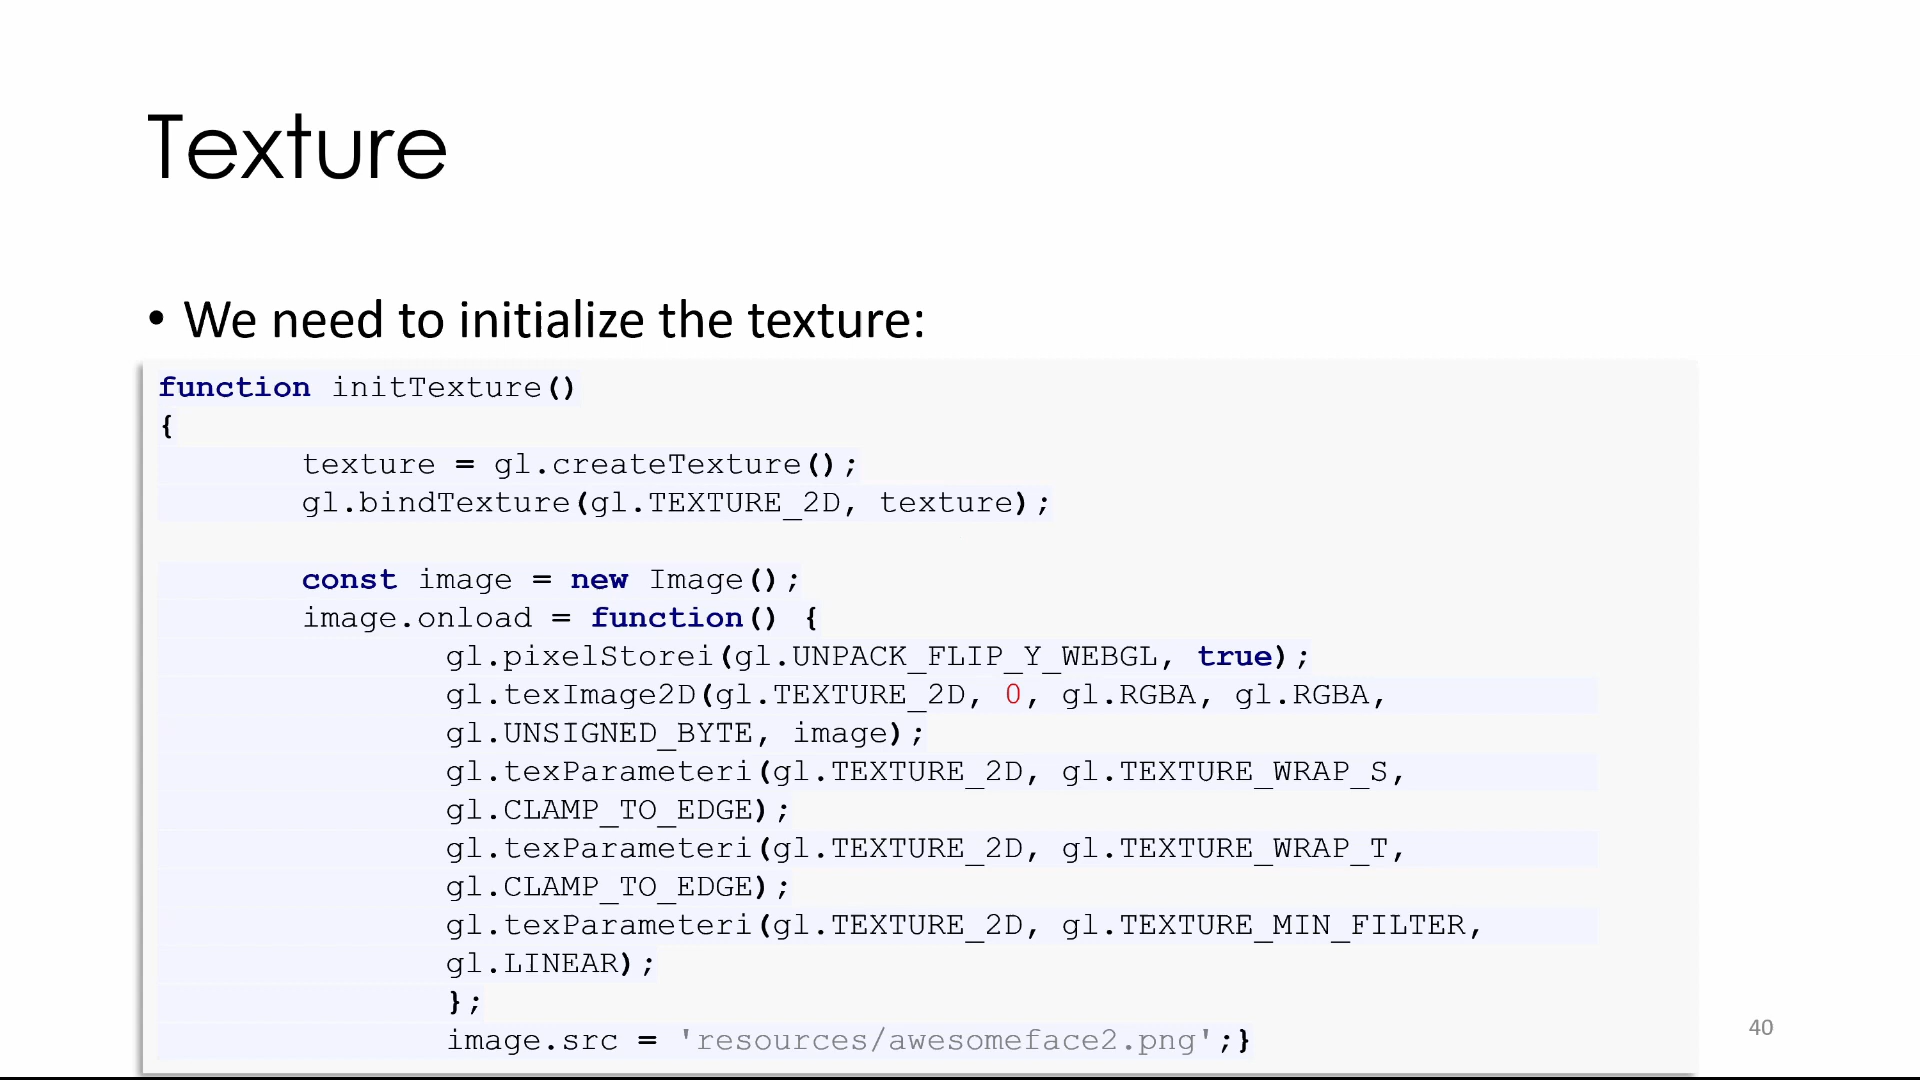 Texture
• We need to initialize the texture:
function initTexture()
{
texture = gl.createTexture();
gl.bindTexture(gl.TEXTURE_2D, texture);
const image = new Image();
image.onload = function() {
gl.pixelStorei(gl.UNPACK_FLIP_Y_WEBGL, true);
gl.texImage2D(gl.TEXTURE_2D, 0, gl.RGBA, gl.RGBA,
gl.UNSIGNED_BYTE, image);
gl.texParameteri(gl.TEXTURE_2D, gl.TEXTURE_WRAP_S,
gl.CLAMP_TO_EDGE);
gl.texParameteri(gl.TEXTURE_2D, gl.TEXTURE_WRAP_T,
gl.CLAMP_TO_EDGE);
gl.texParameteri(gl.TEXTURE_2D, gl.TEXTURE_MIN_FILTER,
gl.LINEAR);
};
image.src = 'resources/awesomeface2.png';}
40